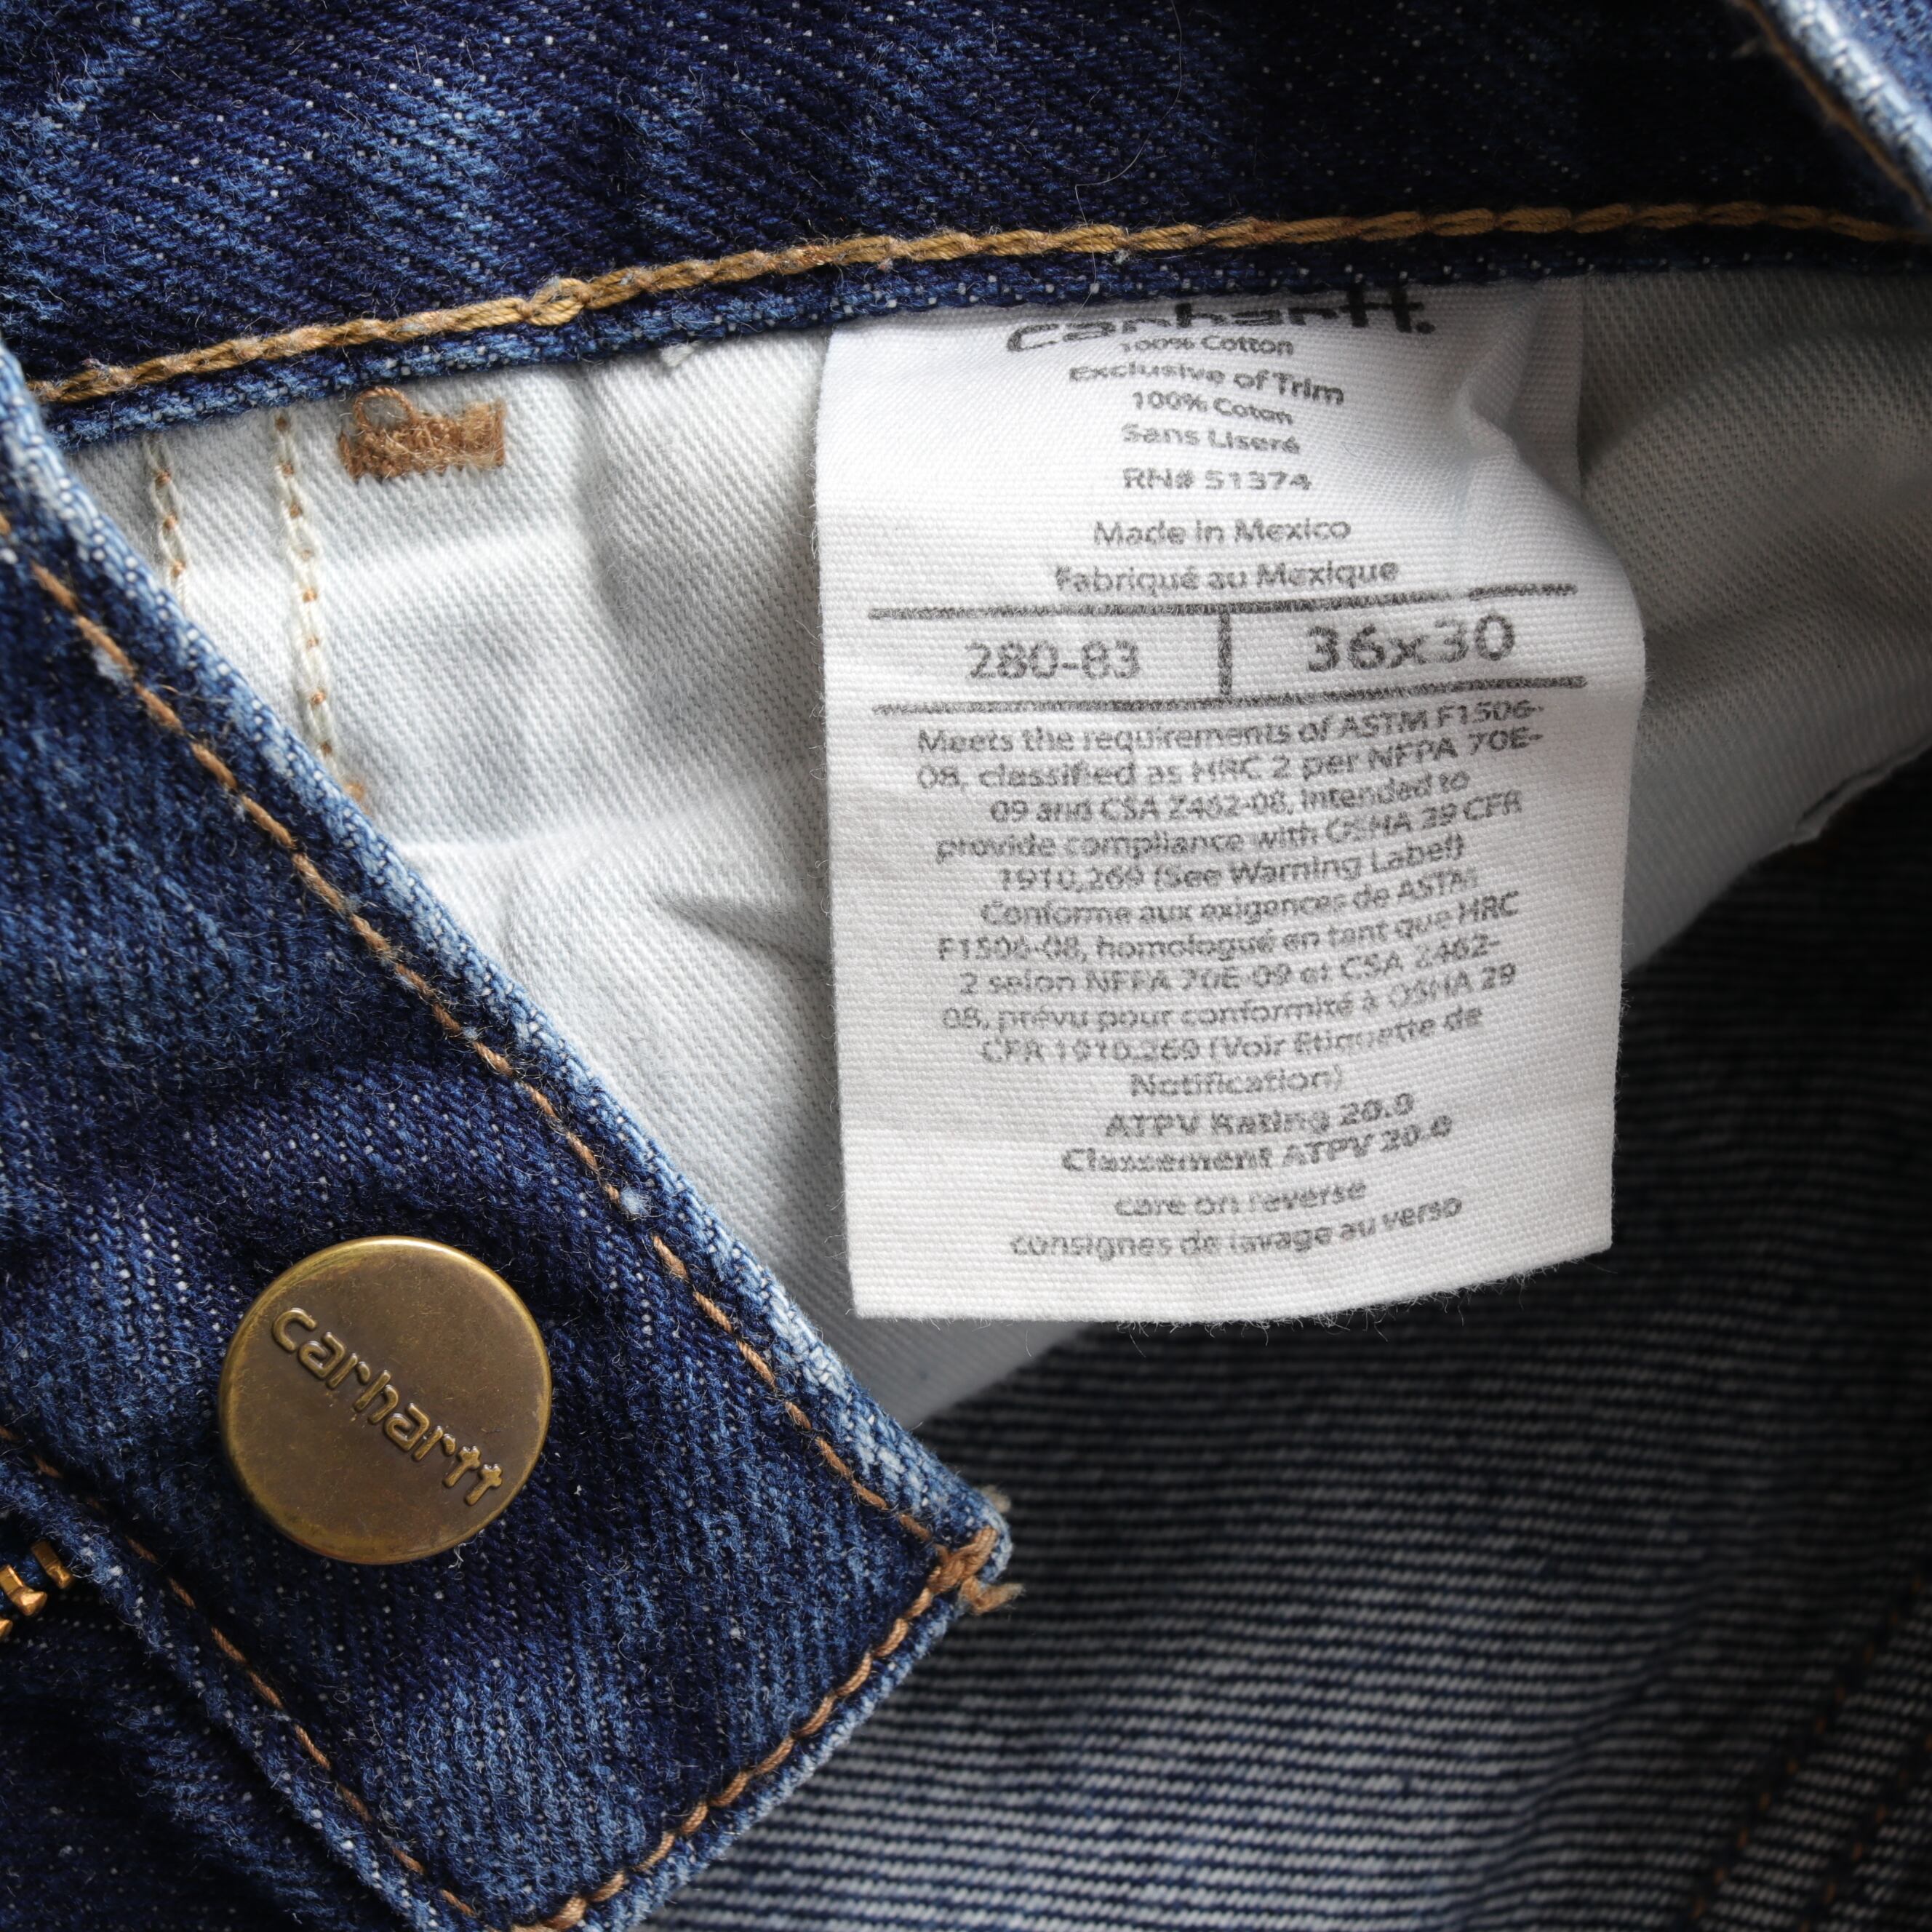 carhartt.
100% Cotton
Exclusive of Trim
100% Coton
Sans Liseré
RN# 51374
Made in Mexico
Fabriqué au Mexique
280-83 | 36x30
Meets the requirements of ASTM F1506-
08, classified as HRC 2 per NFPA 70E-
09 and CSA Z462-08, intended to
provide compliance with OSHA 29 CFR
1910.269 (See Warning Label)
Conforme aux exigences de ASTM
F1506-08, homologué en tant que HRC
2 selon NFPA 70E-09 et CSA Z462-
08, prévu pour conformité à OSHA 29
CFR 1910.269 (Voir Etiquette de
Notification)
ATPV Rating 20.9
Classement ATPV 20.9
care on reverse
consignes de lavage au verso
carhartt